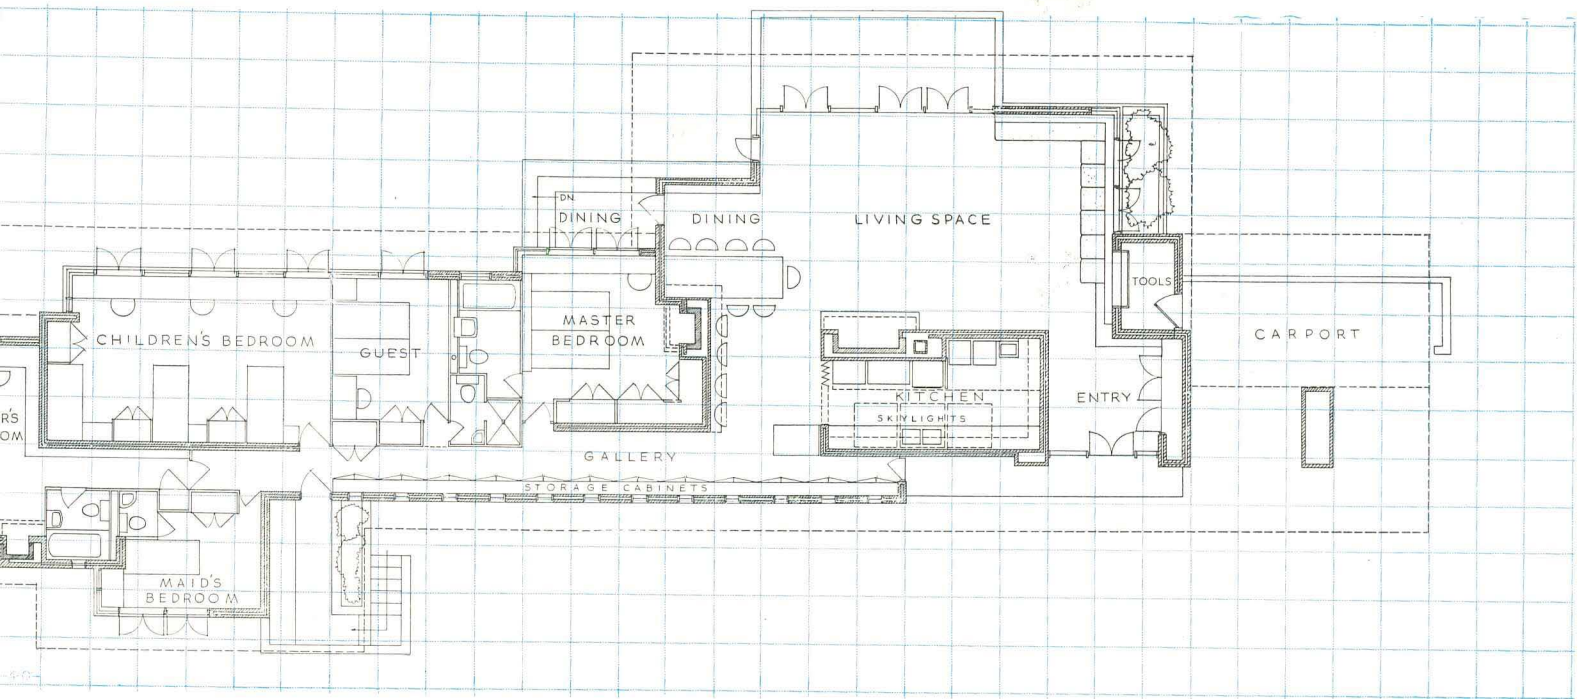 DN
DINING
DINING
LIVING SPACE
TOOLS
CARPORT
MASTER
BEDROOM
CHILDREN'S BEDROOM
GUEST
KITCHEN
SKYLIGHTS
ENTRY
R'S
OM
GALLERY
STORAGE CABINETS
MAID'S
BEDROOM